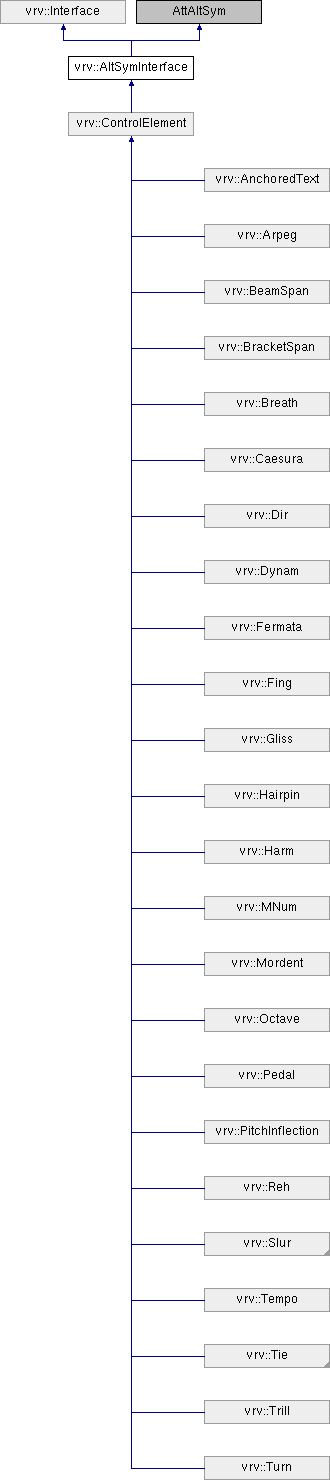 vrv::Interface
AttAltSym
vrv::AltSymInterface
vrv::ControlElement
vrv::AnchoredText
vrv::Arpeg
vrv::BeamSpan
vrv::BracketSpan
vrv::Breath
vrv::Caesura
vrv::Dir
vrv::Dynam
vrv::Fermata
vrv::Fing
vrv::Gliss
vrv::Hairpin
vrv::Harm
vrv::MNum
vrv::Mordent
vrv::Octave
vrv::Pedal
vrv::PitchInflection
vrv::Reh
vrv::Slur
vrv::Tempo
vrv::Tie
vrv::Trill
vrv::Turn